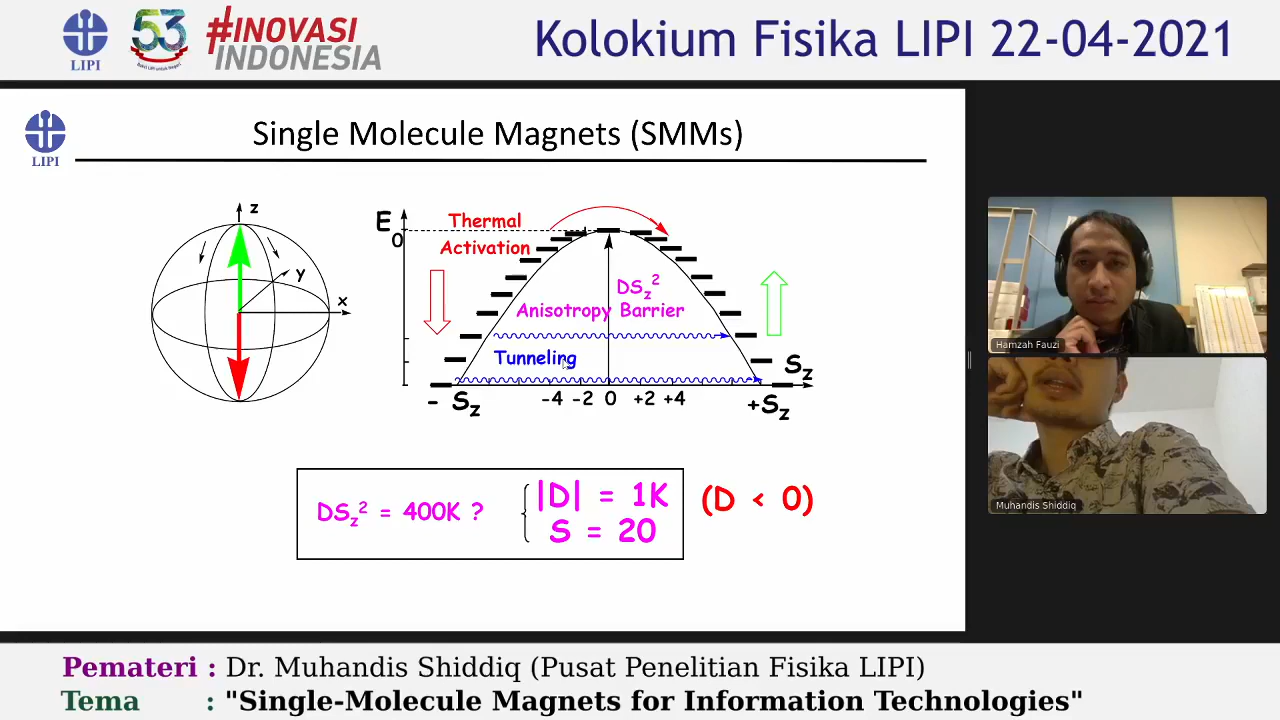 LIPI
53
#INOVASI
INDONESIA
Kolokium Fisika LIPI 22-04-2021
LIPI
Single Molecule Magnets (SMMs)
z
y
x
E
0
Thermal
Activation
DSz²
Anisotropy Barrier
Tunneling
Sz
- Sz
-4 -2 0 +2 +4
+Sz
DSz² = 400K ?
|D| = 1K
S = 20
(D < 0)
Hamzah Fauzi
Muhandis Shiddiq
Pemateri : Dr. Muhandis Shiddiq (Pusat Penelitian Fisika LIPI)
Tema : "Single-Molecule Magnets for Information Technologies"